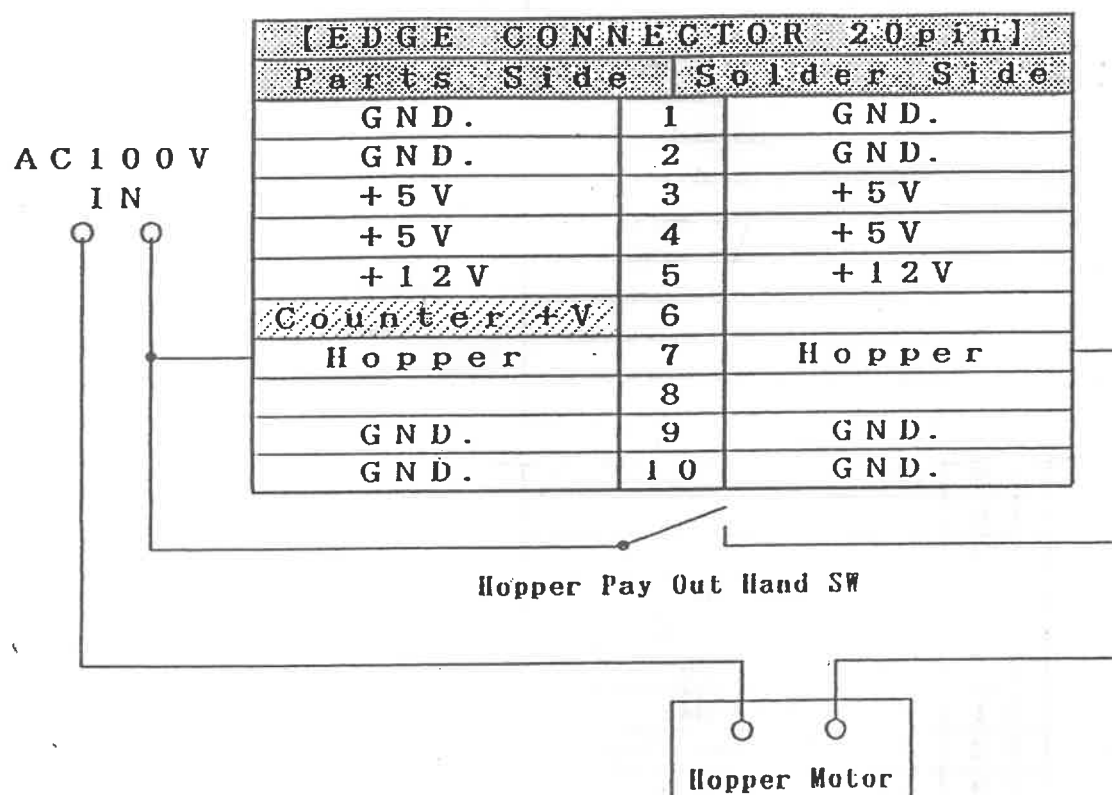 [EDGE CONNECTOR 20pin]
Parts Side Solder Side
GND. 1 GND.
GND. 2 GND.
+5V 3 +5V
+5V 4 +5V
+12V 5 +12V
Counter +V 6
Hopper 7 Hopper
8
GND. 9 GND.
GND. 10 GND.
AC100V
IN
Hopper Pay Out Hand SW
Hopper Motor